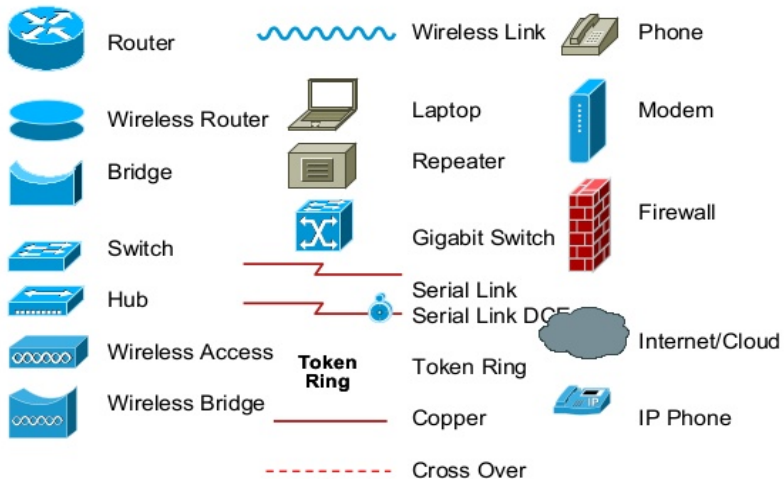 Router
Wireless Router
Bridge
Switch
Hub
Wireless Access
Wireless Bridge
Wireless Link
Laptop
Repeater
Gigabit Switch
Serial Link
Serial Link DCE
Token
Ring
Token Ring
Copper
Cross Over
Phone
Modem
Firewall
Internet/Cloud
IP
IP Phone